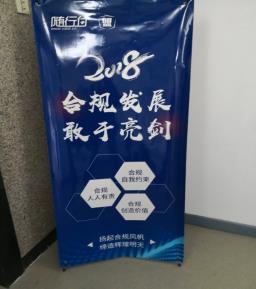 随行付
2018
合规发展
敢于亮剑
合规
自我约束
合规
人人有责
合规
创造价值
扬起合规风帆
缔造辉煌明天